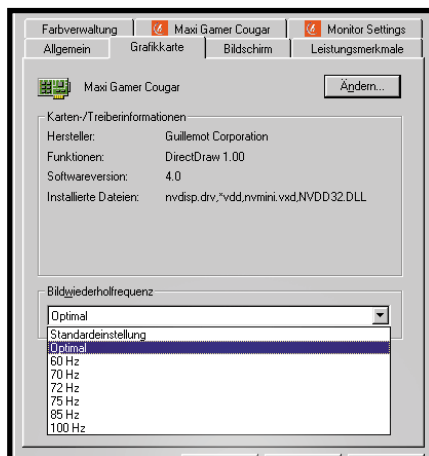 Farbverwaltung Maxi Gamer Cougar Monitor Settings
Allgemein Grafikkarte Bildschirm Leistungsmerkmale
Maxi Gamer Cougar Ändern...
Karten-/Treiberinformationen
Hersteller: Guillemot Corporation
Funktionen: DirectDraw 1.00
Softwareversion: 4.0
Installierte Dateien: nvdisp.drv,*vdd,nvmini.vxd,NVDD32.DLL
Bildwiederholfrequenz
Optimal
Standardeinstellung
Optimal
60 Hz
70 Hz
72 Hz
75 Hz
85 Hz
100 Hz